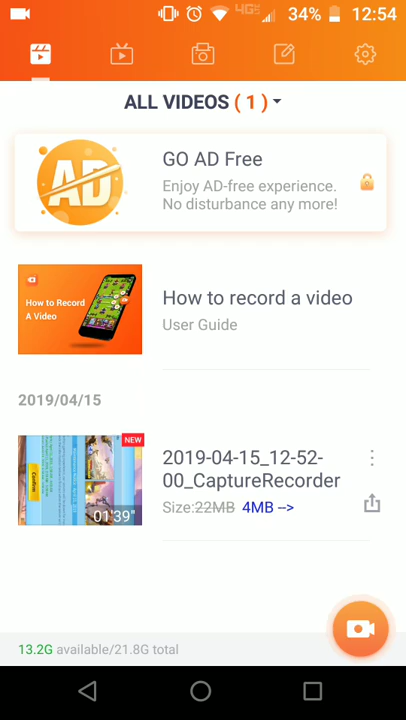 4G 34% 12:54
ALL VIDEOS ( 1 )
GO AD Free
AD
Enjoy AD-free experience.
No disturbance any more!
How to Record
A Video
How to record a video
User Guide
2019/04/15
NEW
Confirm
01'39"
2019-04-15_12-52-
00_CaptureRecorder
Size:22MB 4MB -->
13.2G available/21.8G total